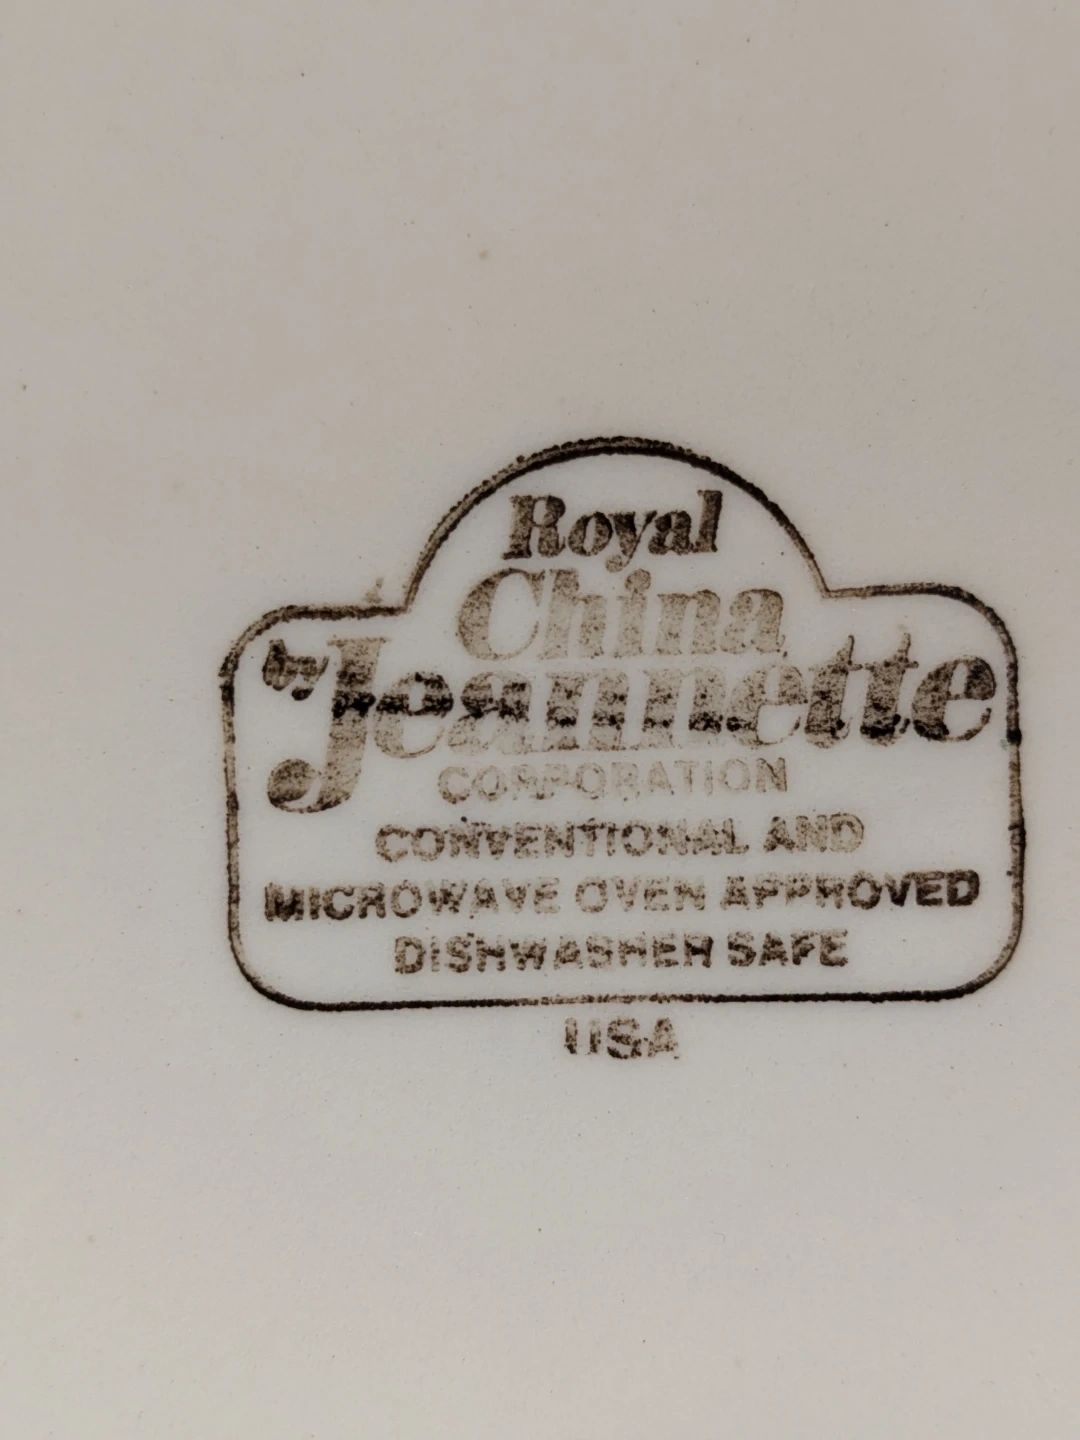 Royal
China
by Jeannette
CORPORATION
CONVENTIONAL AND
MICROWAVE OVEN APPROVED
DISHWASHER SAFE
USA